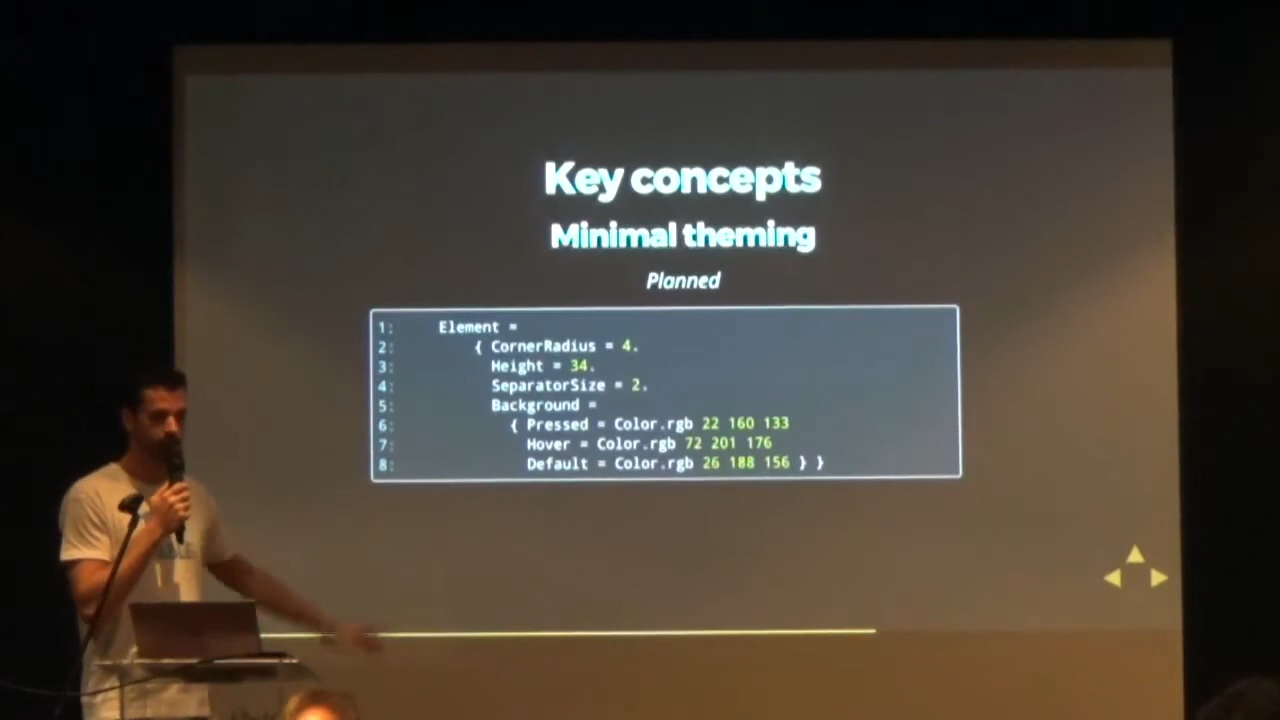 Key concepts
Minimal theming
Planned
1: Element =
2: { CornerRadius = 4.
3: Height = 34.
4: SeparatorSize = 2.
5: Background =
6: { Pressed = Color.rgb 22 160 133
7: Hover = Color.rgb 72 201 176
8: Default = Color.rgb 26 188 156 } }